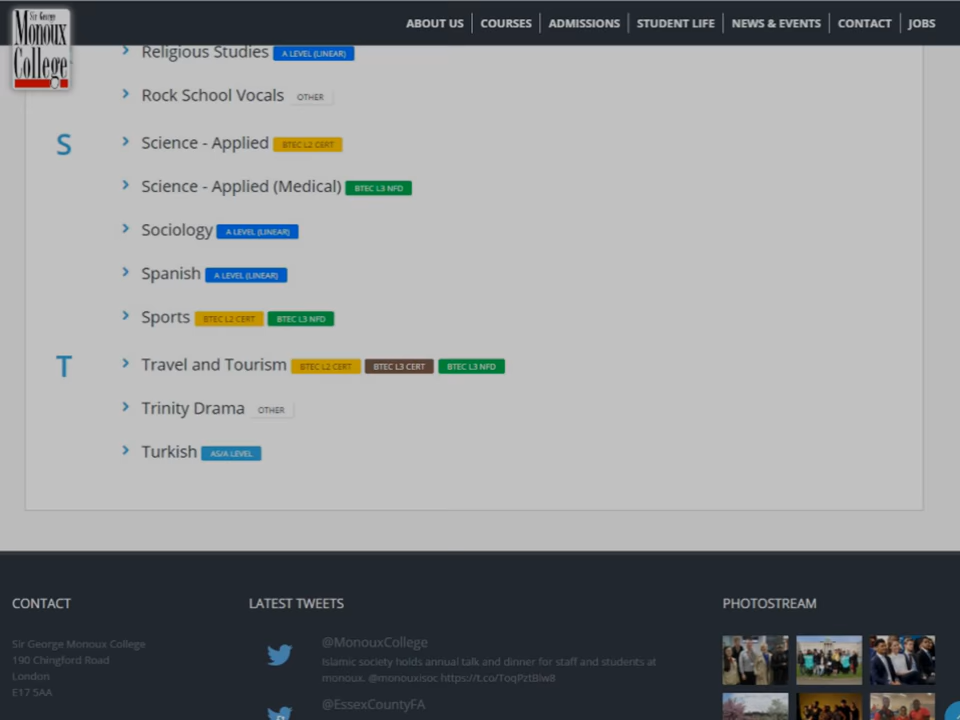 Sir George
Monoux
College
ABOUT US
COURSES
ADMISSIONS
STUDENT LIFE
NEWS & EVENTS
CONTACT
JOBS
Religious Studies A LEVEL (LINEAR)
Rock School Vocals OTHER
S
Science - Applied BTEC L2 CERT
Science - Applied (Medical) BTEC L3 NFD
Sociology A LEVEL (LINEAR)
Spanish A LEVEL (LINEAR)
Sports BTEC L2 CERT BTEC L3 NFD
T
Travel and Tourism BTEC L2 CERT BTEC L3 CERT BTEC L3 NFD
Trinity Drama OTHER
Turkish AS/A LEVEL
CONTACT
Sir George Monoux College
190 Chingford Road
London
E17 5AA
LATEST TWEETS
@MonouxCollege
Islamic society holds annual talk and dinner for staff and students at
monoux. @monouxisoc https://t.co/ToqPztBlw8
@EssexCountyFA
PHOTOSTREAM